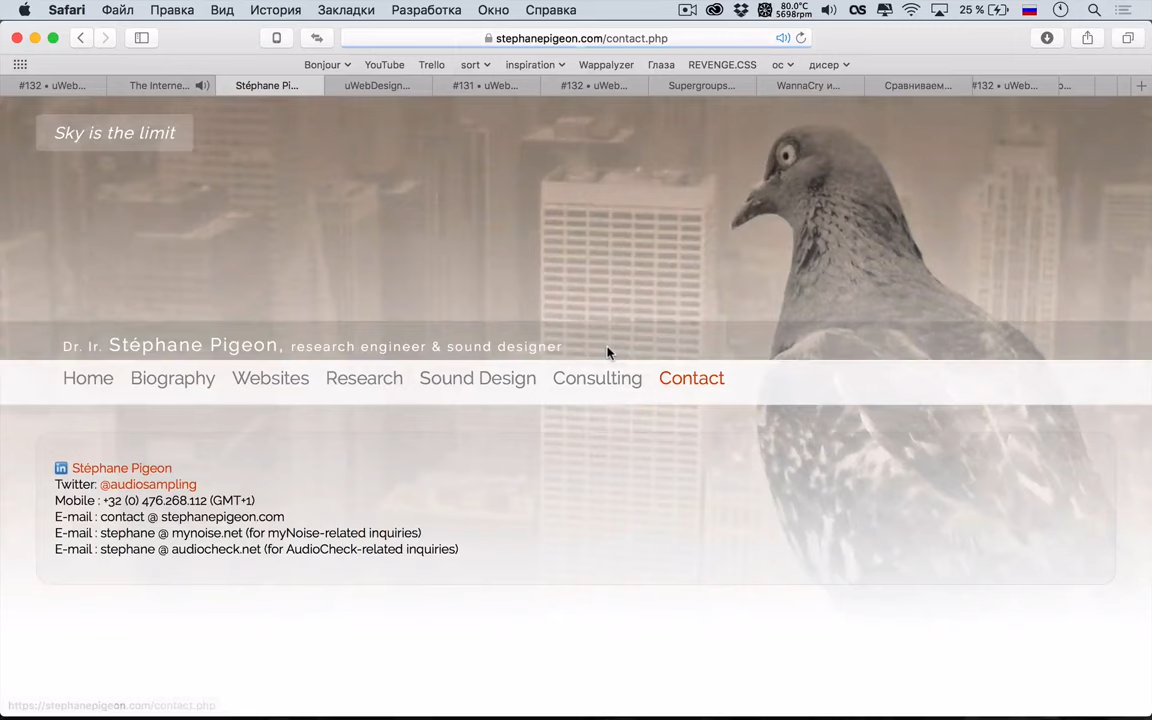 Safari Файл Правка Вид История Закладки Разработка Окно Справка 80.0°C 5698rpm 25 %
stephanepigeon.com/contact.php
Bonjour YouTube Trello sort inspiration Wappalyzer Глаза REVENGE.CSS ос дисер
#132 • uWeb... The Interne... Stéphane Pi... uWebDesign... #131 • uWeb... #132 • uWeb... Supergroups... WannaCry и... Сравниваем... #132 • uWeb...
Sky is the limit
Dr. Ir. Stéphane Pigeon, research engineer & sound designer
Home Biography Websites Research Sound Design Consulting Contact
in Stéphane Pigeon
Twitter: @audiosampling
Mobile : +32 (0) 476.268.112 (GMT+1)
E-mail : contact @ stephanepigeon.com
E-mail : stephane @ mynoise.net (for myNoise-related inquiries)
E-mail : stephane @ audiocheck.net (for AudioCheck-related inquiries)
https://stephanepigeon.com/contact.php